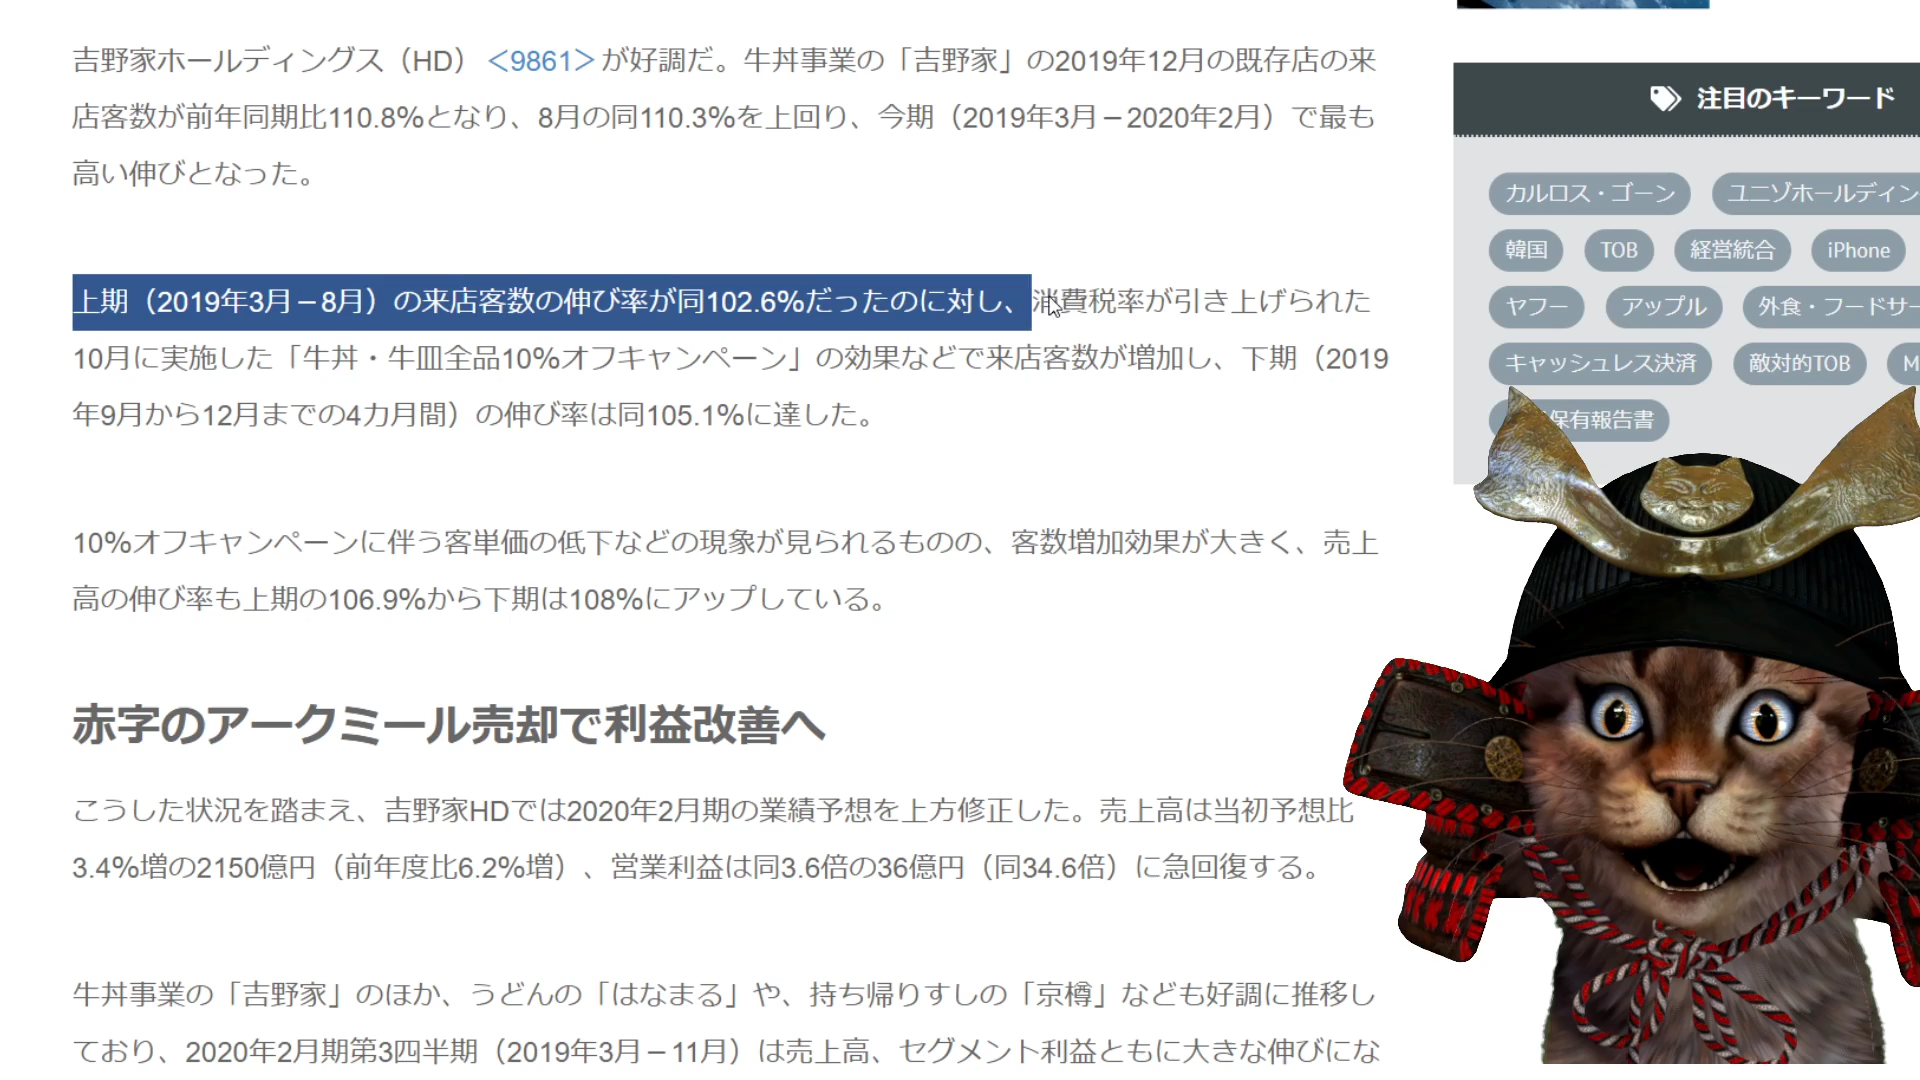 吉野家ホールディングス（HD）＜9861＞が好調だ。牛丼事業の「吉野家」の2019年12月の既存店の来
店客数が前年同期比110.8%となり、8月の同110.3%を上回り、今期（2019年3月－2020年2月）で最も
高い伸びとなった。
上期（2019年3月－8月）の来店客数の伸び率が同102.6%だったのに対し、消費税率が引き上げられた
10月に実施した「牛丼・牛皿全品10%オフキャンペーン」の効果などで来店客数が増加し、下期（2019
年9月から12月までの4カ月間）の伸び率は同105.1%に達した。
10%オフキャンペーンに伴う客単価の低下などの現象が見られるものの、客数増加効果が大きく、売上
高の伸び率も上期の106.9%から下期は108%にアップしている。
赤字のアークミール売却で利益改善へ
こうした状況を踏まえ、吉野家HDでは2020年2月期の業績予想を上方修正した。売上高は当初予想比
3.4%増の2150億円（前年度比6.2%増）、営業利益は同3.6倍の36億円（同34.6倍）に急回復する。
牛丼事業の「吉野家」のほか、うどんの「はなまる」や、持ち帰りすしの「京樽」なども好調に推移し
ており、2020年2月期第3四半期（2019年3月－11月）は売上高、セグメント利益ともに大きな伸びにな
注目のキーワード
カルロス・ゴーン ユニゾホールディン
韓国 TOB 経営統合 iPhone
ヤフー アップル 外食・フードサー
キャッシュレス決済 敵対的TOB M
保有報告書